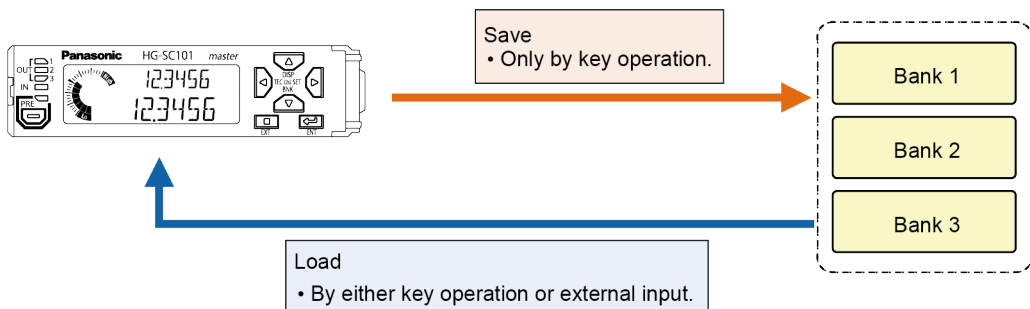 Save
• Only by key operation.
Panasonic HG-SC101 master
OUT 1
2
3
IN
PRE
12.3456
12.3456
DISP
SET
BNK
EXT
ENT
Bank 1
Bank 2
Bank 3
Load
• By either key operation or external input.